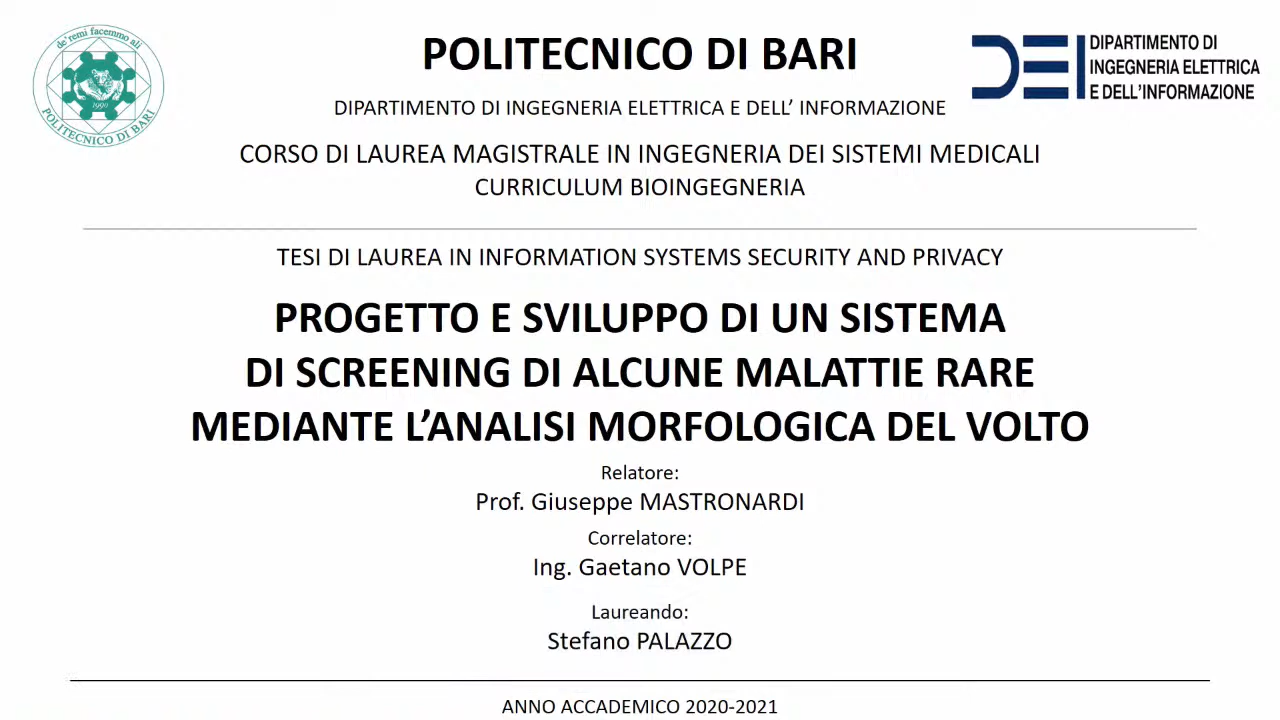 de' remi facemmo ali
1990
POLITECNICO DI BARI
POLITECNICO DI BARI
DIPARTIMENTO DI INGEGNERIA ELETTRICA E DELL’ INFORMAZIONE
DEI
DIPARTIMENTO DI
INGEGNERIA ELETTRICA
E DELL'INFORMAZIONE
CORSO DI LAUREA MAGISTRALE IN INGEGNERIA DEI SISTEMI MEDICALI
CURRICULUM BIOINGEGNERIA
TESI DI LAUREA IN INFORMATION SYSTEMS SECURITY AND PRIVACY
PROGETTO E SVILUPPO DI UN SISTEMA
DI SCREENING DI ALCUNE MALATTIE RARE
MEDIANTE L’ANALISI MORFOLOGICA DEL VOLTO
Relatore:
Prof. Giuseppe MASTRONARDI
Correlatore:
Ing. Gaetano VOLPE
Laureando:
Stefano PALAZZO
ANNO ACCADEMICO 2020-2021